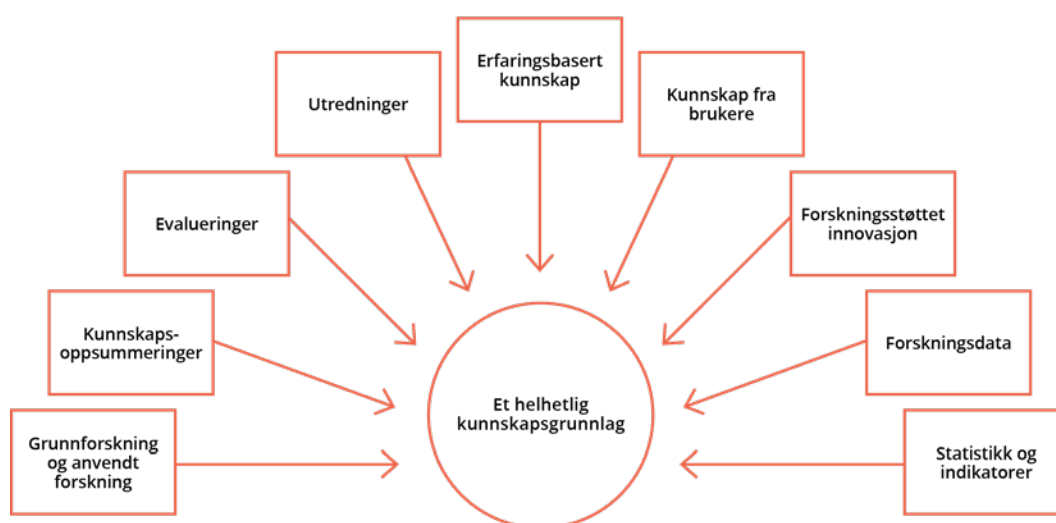 Erfaringsbasert
kunnskap
Utredninger
Kunnskap fra
brukere
Evalueringer
Forskningsstøttet
innovasjon
Kunnskaps-
oppsummeringer
Forskningsdata
Et helhetlig
kunnskapsgrunnlag
Grunnforskning
og anvendt
forskning
Statistikk og
indikatorer